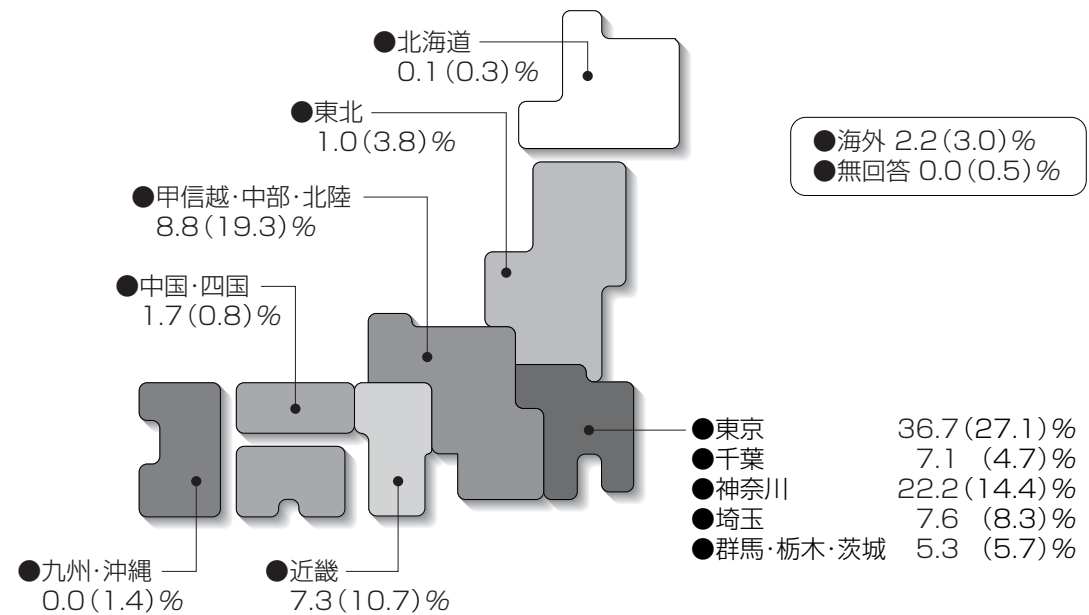 ●北海道
0.1(0.3)%
●東北
1.0(3.8)%
●海外 2.2(3.0)%
●無回答 0.0(0.5)%
●甲信越·中部·北陸
8.8(19.3)%
●中国·四国
1.7(0.8)%
●東京 36.7(27.1)%
●千葉 7.1 (4.7)%
●神奈川 22.2(14.4)%
●埼玉 7.6 (8.3)%
●群馬·栃木·茨城 5.3 (5.7)%
●九州·沖縄
0.0(1.4)%
●近畿
7.3(10.7)%